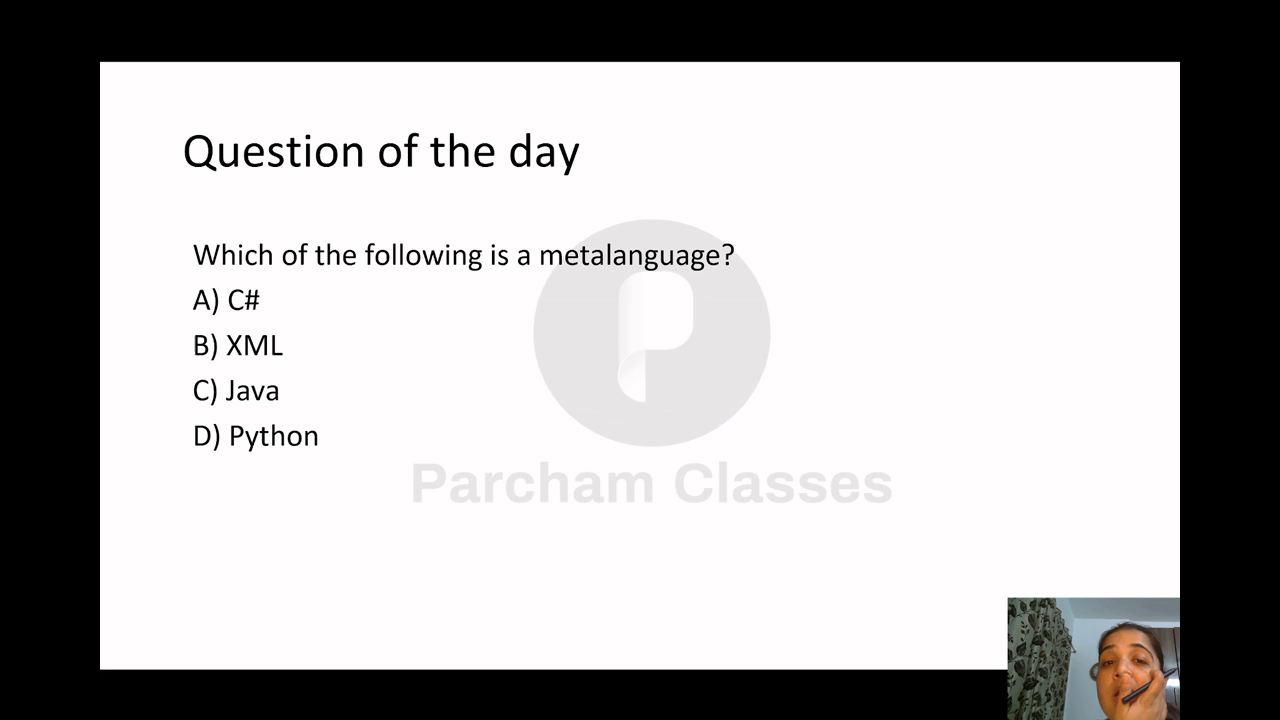 Question of the day
Which of the following is a metalanguage?
A) C#
B) XML
C) Java
D) Python
Parcham Classes